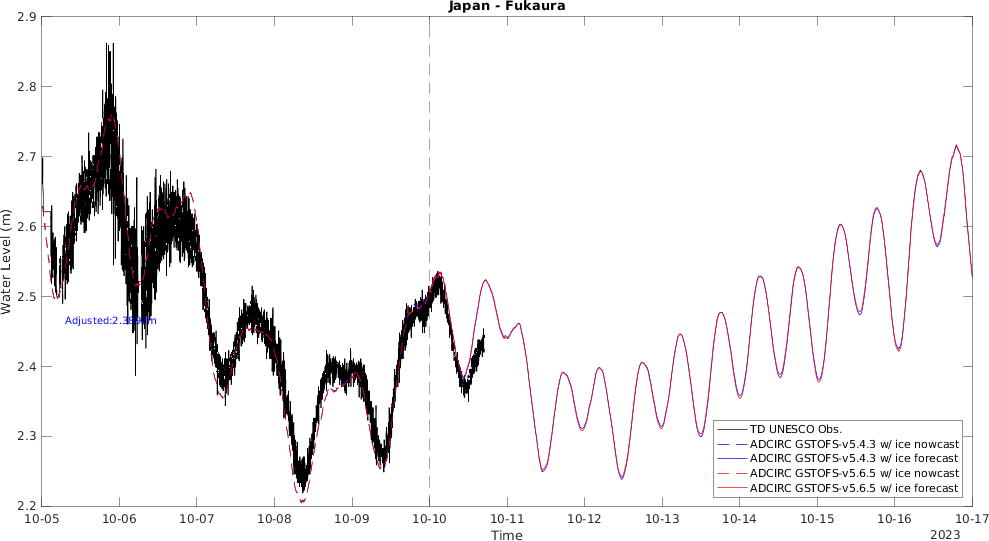 Japan - Fukaura
2.9
2.8
2.7
2.6
2.5
2.4
2.3
2.2
Water Level (m)
TD UNESCO Obs.
ADCIRC GSTOFS-v5.4.3 w/ ice nowcast
ADCIRC GSTOFS-v5.4.3 w/ ice forecast
ADCIRC GSTOFS-v5.6.5 w/ ice nowcast
ADCIRC GSTOFS-v5.6.5 w/ ice forecast
10-05 10-06 10-07 10-08 10-09 10-10 10-11 10-12 10-13 10-14 10-15 10-16 10-17
Time
2023